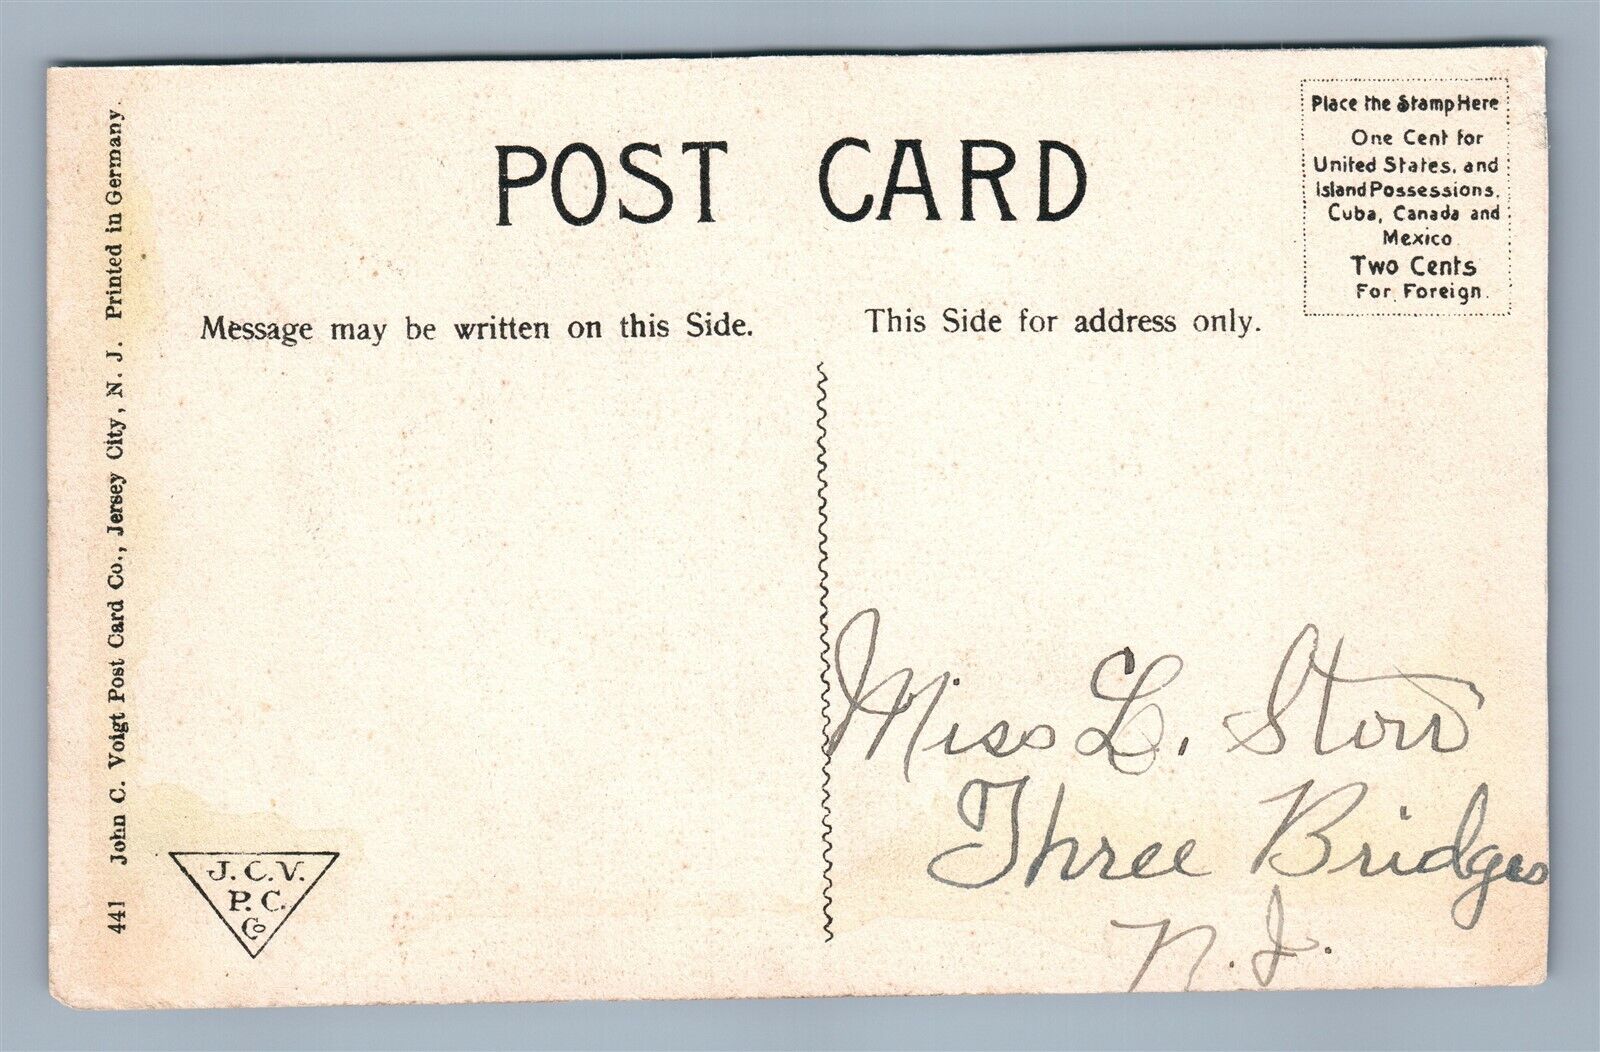 POST CARD
Place the Stamp Here
One Cent for
United States, and
Island Possessions,
Cuba, Canada and
Mexico
Two Cents
For Foreign.
Message may be written on this Side.
This Side for address only.
441 John C. Voigt Post Card Co., Jersey City, N. J. Printed in Germany.
J. C. V.
P. C.
Co
Miss L. Storr
Three Bridges
N. J.